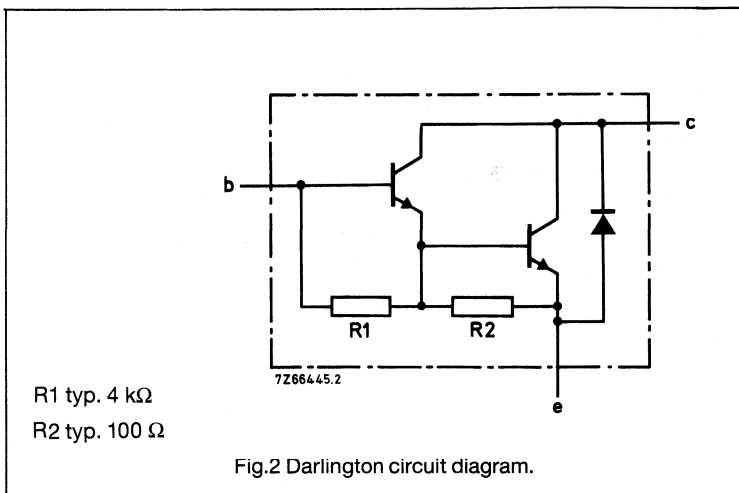 c
b
R1
R2
7Z66445.2
e
R1 typ. 4 kΩ
R2 typ. 100 Ω
Fig.2 Darlington circuit diagram.